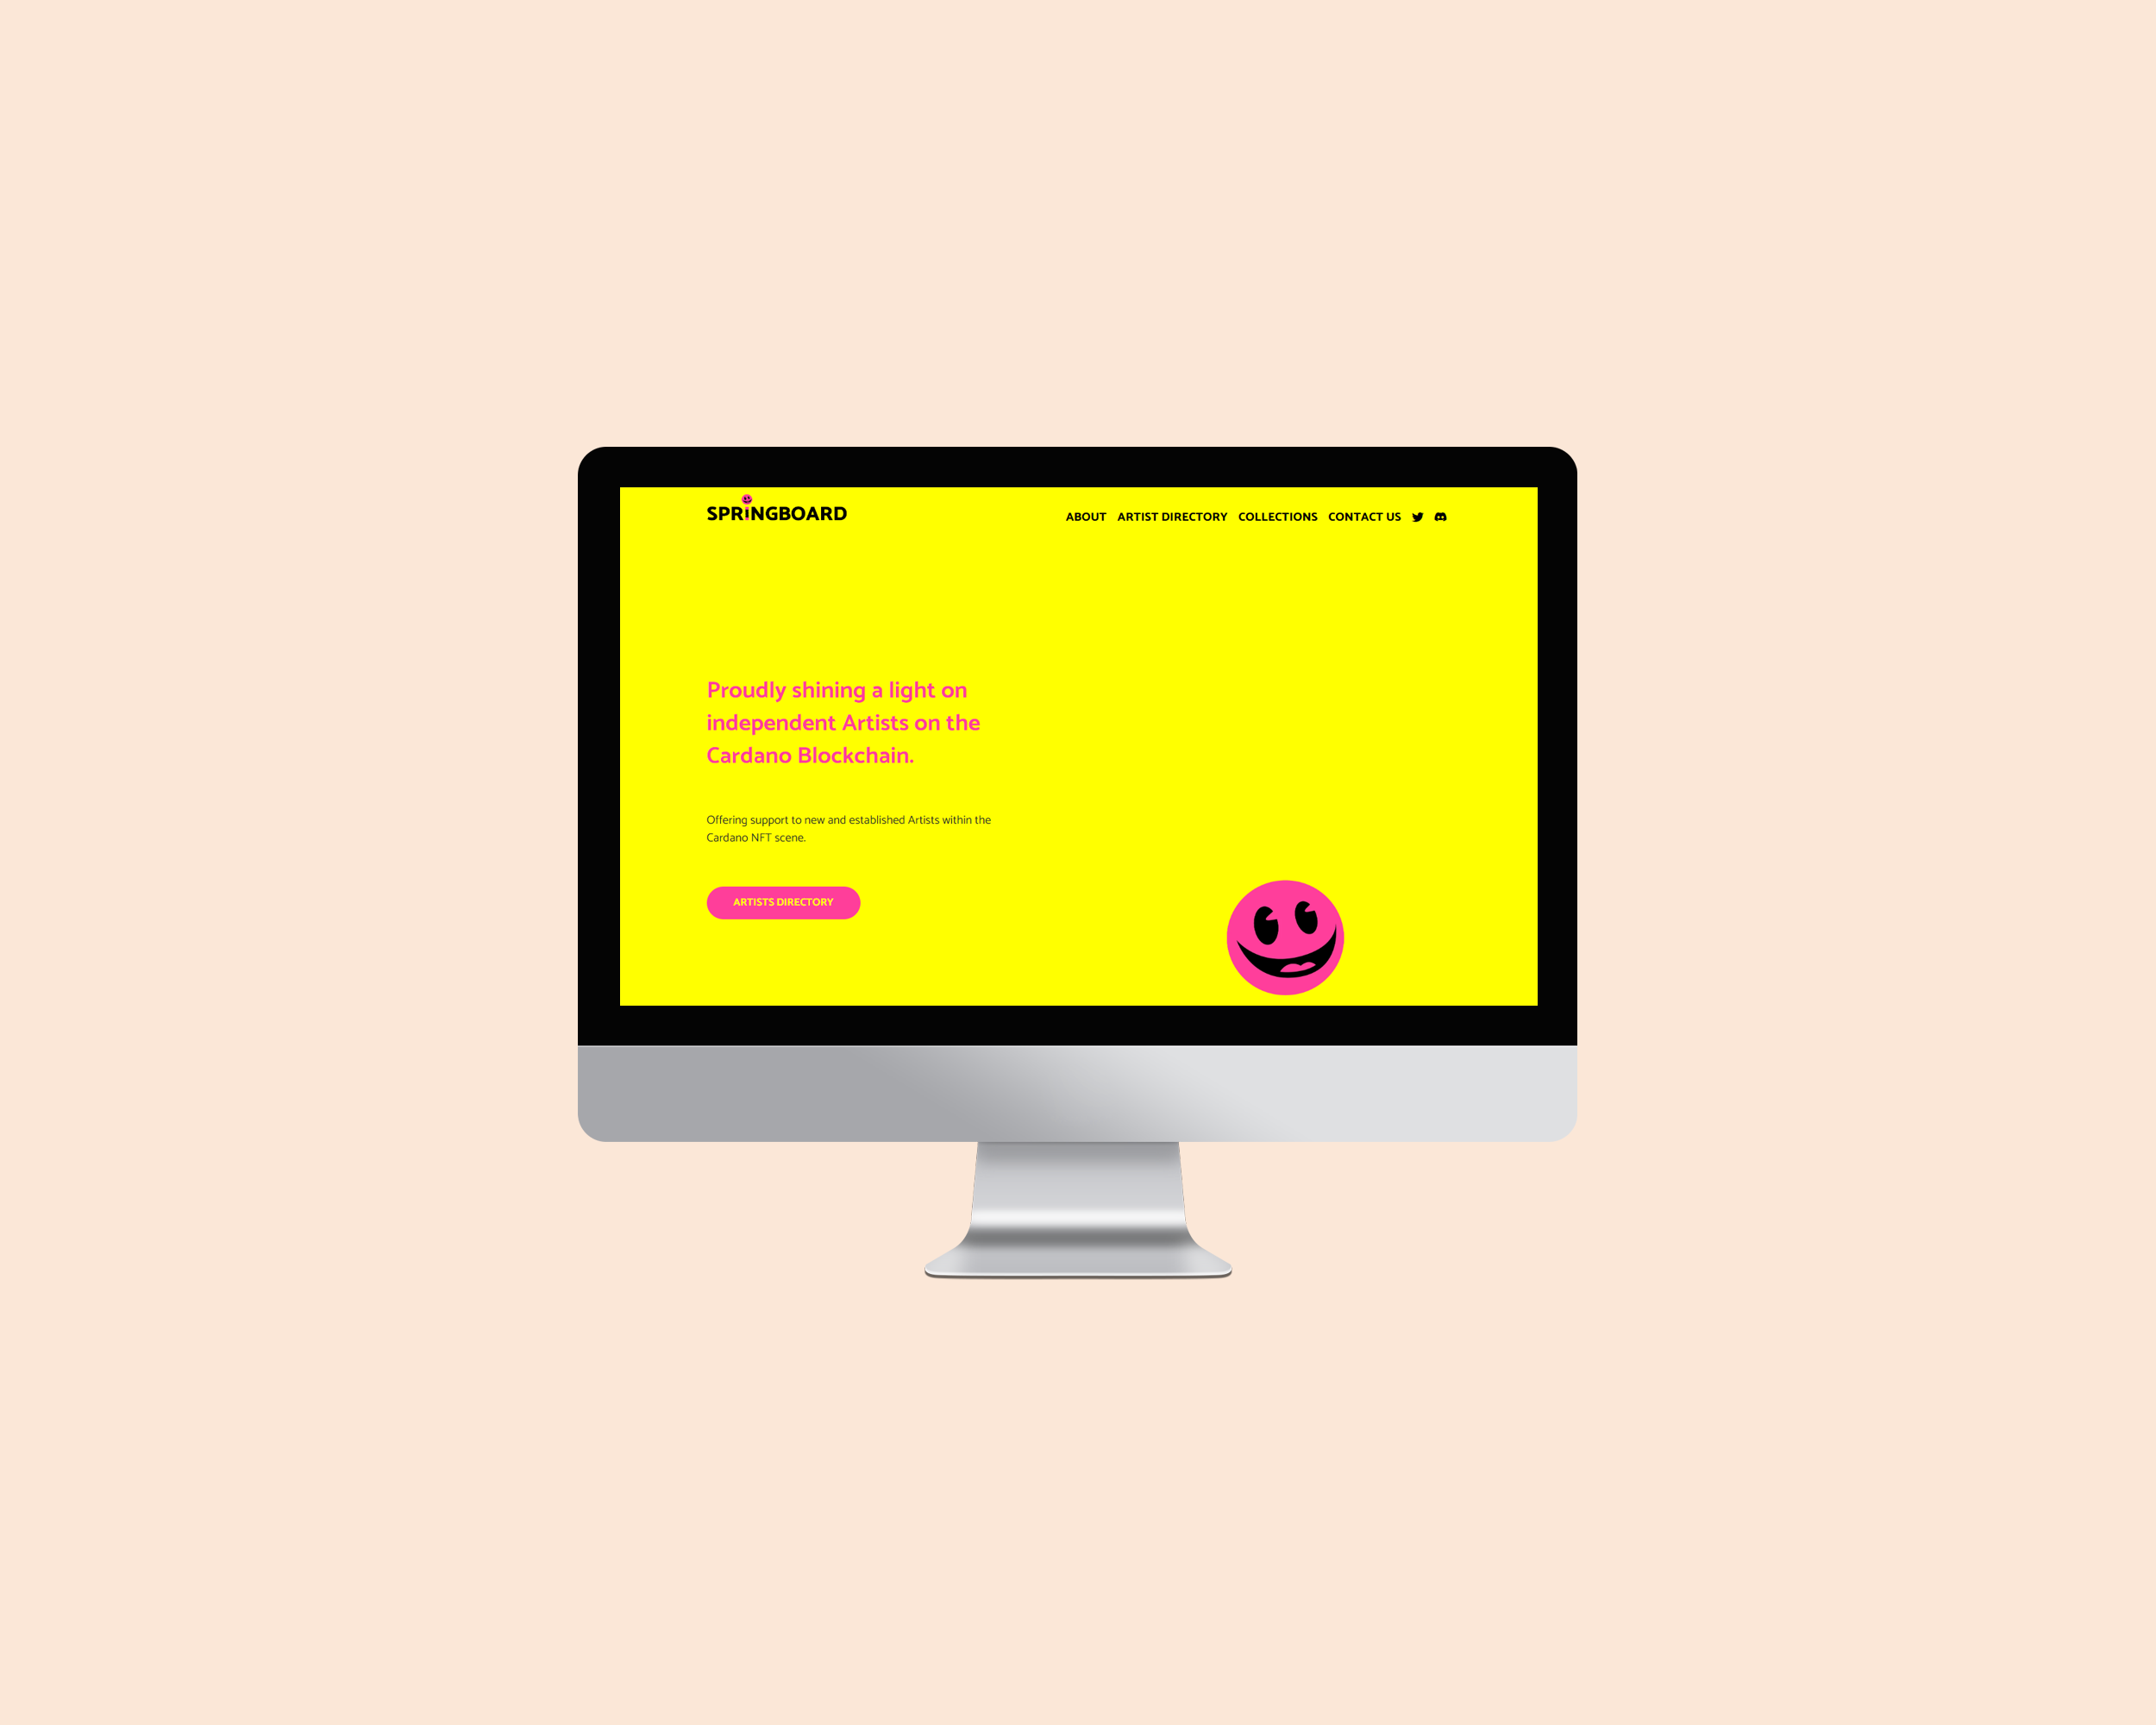 SPRiNGBOARD
ABOUT ARTIST DIRECTORY COLLECTIONS CONTACT US
Proudly shining a light on
independent Artists on the
Cardano Blockchain.
Offering support to new and established Artists within the
Cardano NFT scene.
ARTISTS DIRECTORY